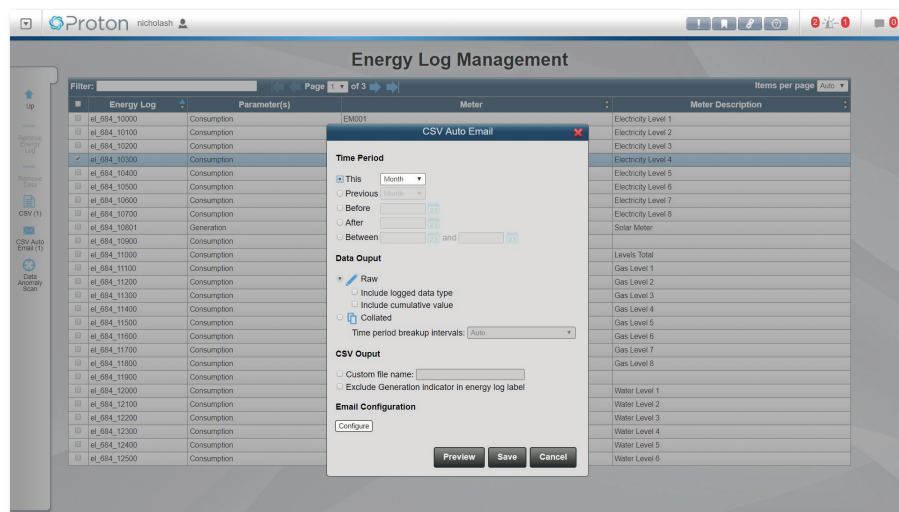 Proton nicholash 2 0 0
Energy Log Management
Filter: Page 1 of 3 Items per page Auto
Energy Log Parameter(s) Meter Meter Description
Up
Remove Energy Log
Remove Data
CSV (1)
CSV Auto Email (1)
Data Anomaly Scan
el_684_10000 Consumption EM001 Electricity Level 1
el_684_10100 Consumption Electricity Level 2
el_684_10200 Consumption Electricity Level 3
el_684_10300 Consumption Electricity Level 4
el_684_10400 Consumption Electricity Level 5
el_684_10500 Consumption Electricity Level 6
el_684_10600 Consumption Electricity Level 7
el_684_10700 Consumption Electricity Level 8
el_684_10801 Generation Solar Meter
el_684_10900 Consumption
el_684_11000 Consumption Levels Total
el_684_11100 Consumption Gas Level 1
el_684_11200 Consumption Gas Level 2
el_684_11300 Consumption Gas Level 3
el_684_11400 Consumption Gas Level 4
el_684_11500 Consumption Gas Level 5
el_684_11600 Consumption Gas Level 6
el_684_11700 Consumption Gas Level 7
el_684_11800 Consumption Gas Level 8
el_684_11900 Consumption
el_684_12000 Consumption Water Level 1
el_684_12100 Consumption Water Level 2
el_684_12200 Consumption Water Level 3
el_684_12300 Consumption Water Level 4
el_684_12400 Consumption Water Level 5
el_684_12500 Consumption Water Level 6
CSV Auto Email
Time Period
This Month
Previous Month
Before
After
Between and
Data Ouput
Raw
Include logged data type
Include cumulative value
Collated
Time period breakup intervals: Auto
CSV Ouput
Custom file name:
Exclude Generation indicator in energy log label
Email Configuration
Configure
Preview Save Cancel